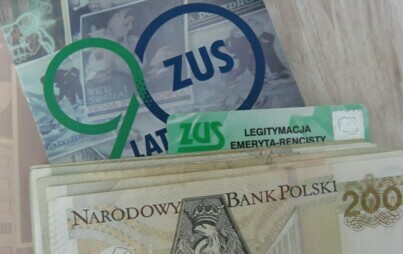 90
ZUS
LAT
ZUS
LEGITYMACJA
EMERYTA-RENCISTY
NARODOWY BANK POLSKI
200